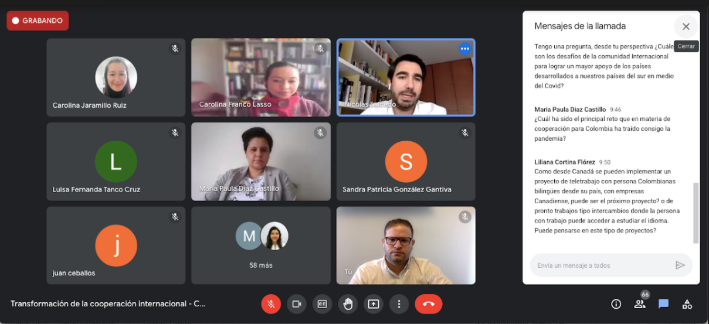 GRABANDO
Carolina Jaramillo Ruiz
Carolina Franco Lasso
L
Luisa Fernanda Tanco Cruz
María Paula Díaz Castillo
S
Sandra Patricia González Gantiva
j
juan ceballos
M
58 más
Tú
Mensajes de la llamada
Cerrar
Tengo una pregunta, desde tu perspectiva ¿Cuáles
son los desafíos de la comunidad internacional
para lograr un mayor apoyo de los países
desarrollados a nuestros países del sur en medio
del Covid?
María Paula Díaz Castillo 9:46
¿Cuál ha sido el principal reto que en materia de
cooperación para Colombia ha traído consigo la
pandemia?
Liliana Cortina Flórez 9:50
Como desde Canadá se pueden implementar un
proyecto de teletrabajo con persona Colombianas
bilingües desde su país, con empresas
Canadiense, puede ser el próximo proyecto? o de
pronto trabajos tipo intercambios donde la persona
con trabajo puede acceder a estudiar el idioma.
Puede pensarse en este tipo de proyectos?
Envía un mensaje a todos
Transformación de la cooperación internacional - C...
66